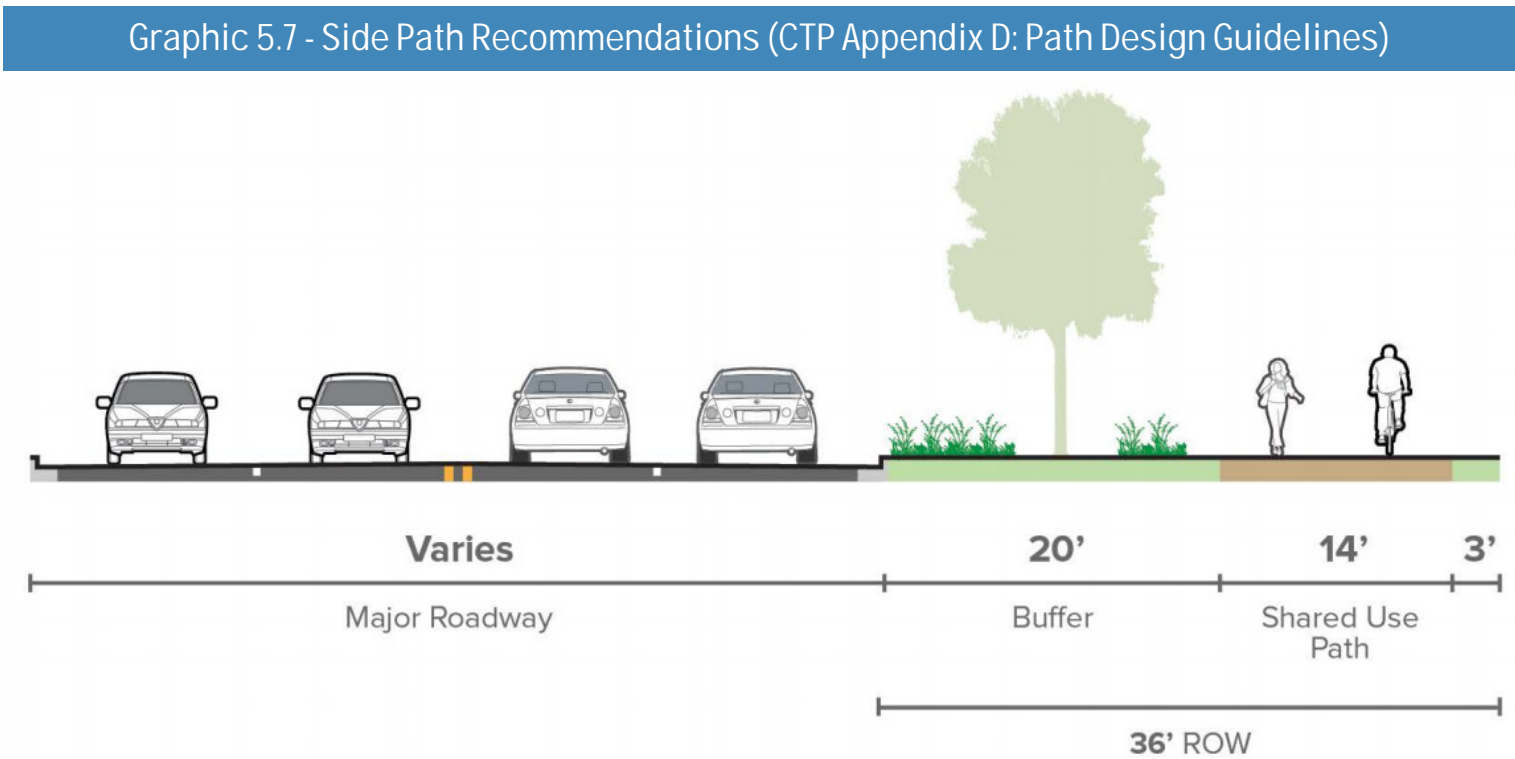 Graphic 5.7 - Side Path Recommendations (CTP Appendix D: Path Design Guidelines)
Varies
20’
14’
3’
Major Roadway
Buffer
Shared Use
Path
36’ ROW